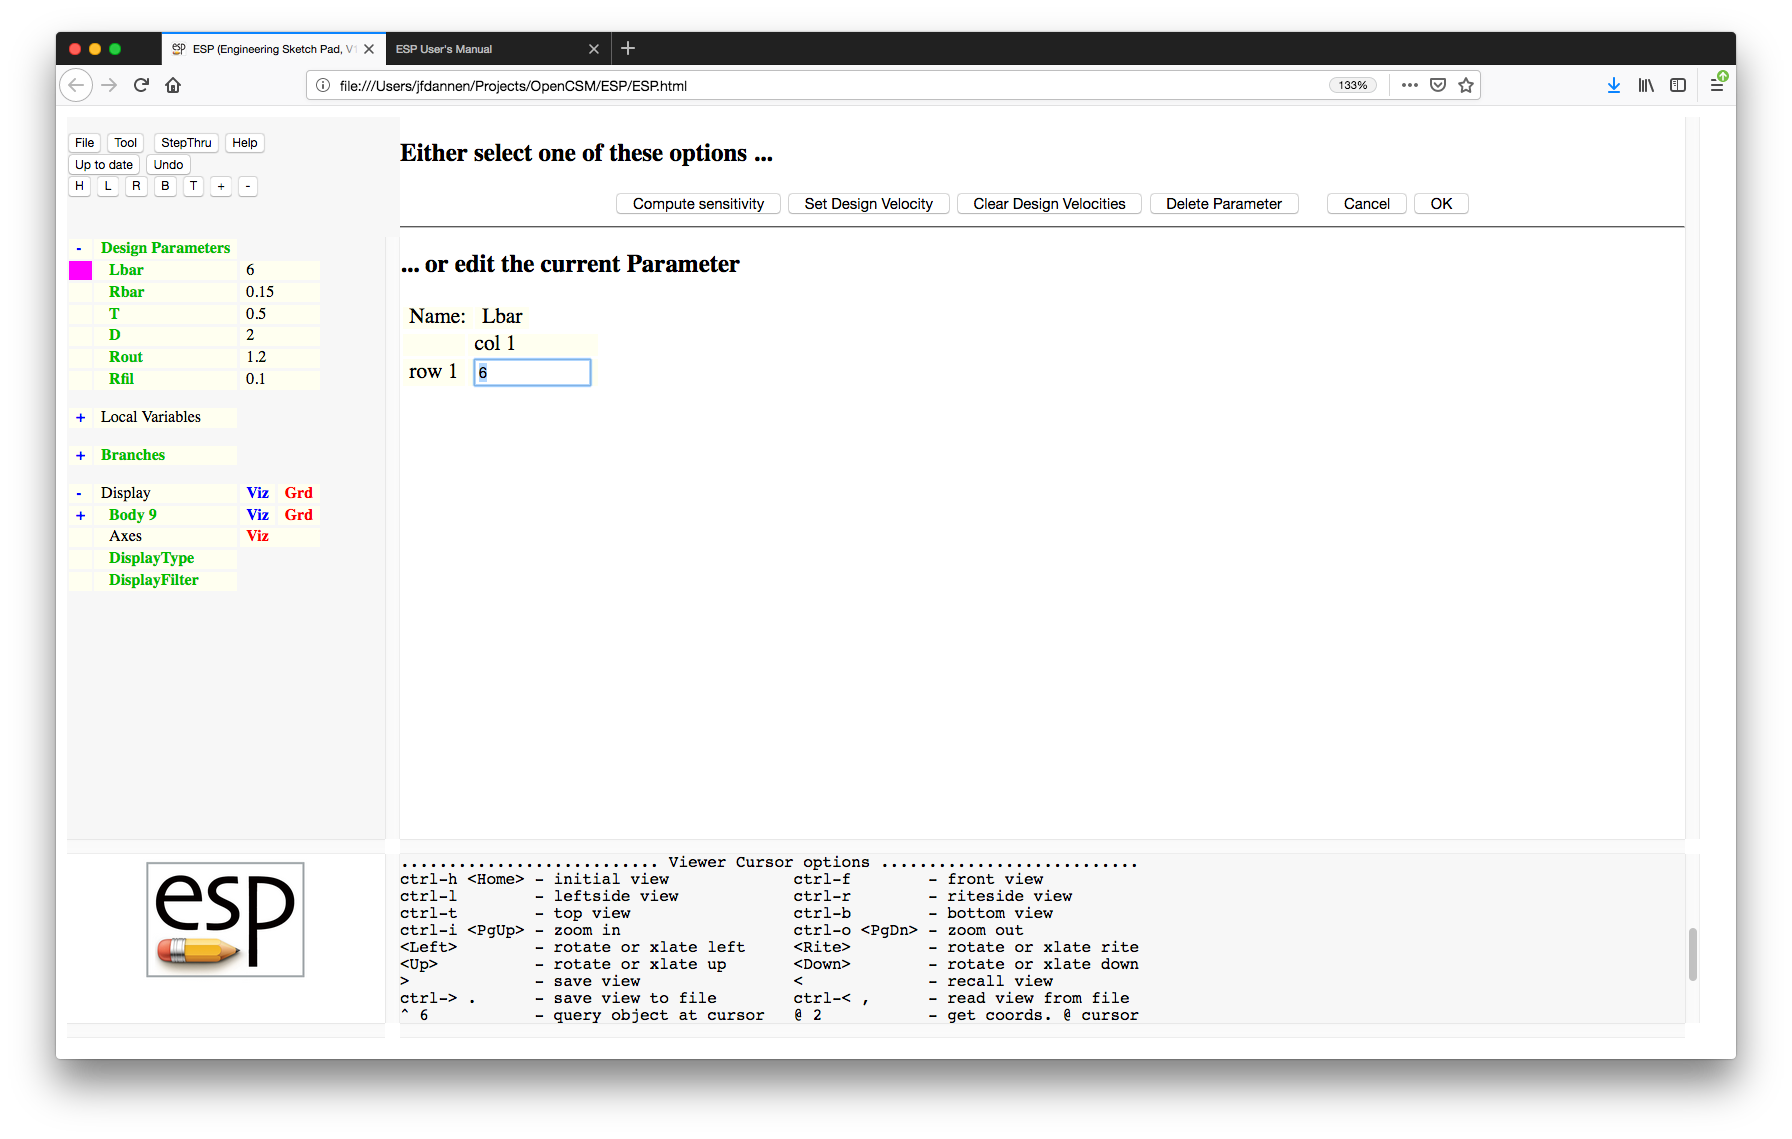 esp ESP (Engineering Sketch Pad, V1
ESP User's Manual
file:///Users/jfdannen/Projects/OpenCSM/ESP/ESP.html
133%
File Tool StepThru Help
Up to date Undo
H L R B T + -
- Design Parameters
Lbar 6
Rbar 0.15
T 0.5
D 2
Rout 1.2
Rfil 0.1
+ Local Variables
+ Branches
- Display Viz Grd
+ Body 9 Viz Grd
Axes Viz
DisplayType
DisplayFilter
Either select one of these options ...
Compute sensitivity Set Design Velocity Clear Design Velocities Delete Parameter Cancel OK
... or edit the current Parameter
Name: Lbar
col 1
row 1 6
esp
........................... Viewer Cursor options ...........................
ctrl-h <Home> - initial view ctrl-f - front view
ctrl-l - leftside view ctrl-r - riteside view
ctrl-t - top view ctrl-b - bottom view
ctrl-i <PgUp> - zoom in ctrl-o <PgDn> - zoom out
<Left> - rotate or xlate left <Rite> - rotate or xlate rite
<Up> - rotate or xlate up <Down> - rotate or xlate down
> - save view < - recall view
ctrl-> . - save view to file ctrl-< , - read view from file
^ 6 - query object at cursor @ 2 - get coords. @ cursor